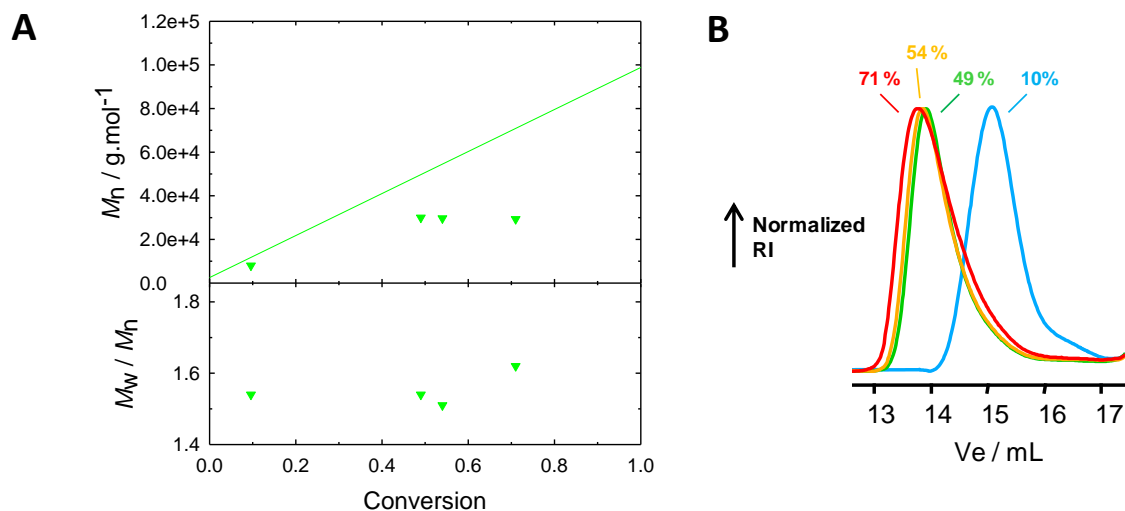 A
Mn / g.mol-1
1.2e+5
1.0e+5
8.0e+4
6.0e+4
4.0e+4
2.0e+4
0.0
Mw / Mn
1.8
1.6
1.4
0.0 0.2 0.4 0.6 0.8 1.0
Conversion
B
54 %
71 % 49 % 10%
Normalized
RI
13 14 15 16 17
Ve / mL